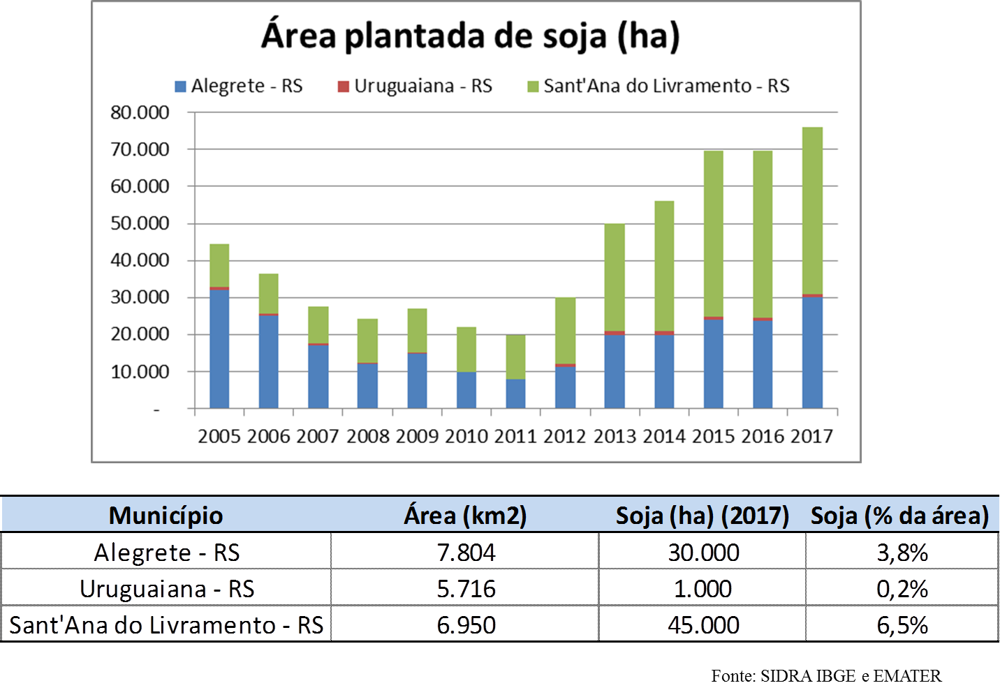 Área plantada de soja (ha)
Alegrete - RS Uruguaiana - RS Sant'Ana do Livramento - RS
80.000
70.000
60.000
50.000
40.000
30.000
20.000
10.000
-
2005 2006 2007 2008 2009 2010 2011 2012 2013 2014 2015 2016 2017
Município Área (km2) Soja (ha) (2017) Soja (% da área)
Alegrete - RS 7.804 30.000 3,8%
Uruguaiana - RS 5.716 1.000 0,2%
Sant'Ana do Livramento - RS 6.950 45.000 6,5%
Fonte: SIDRA IBGE e EMATER